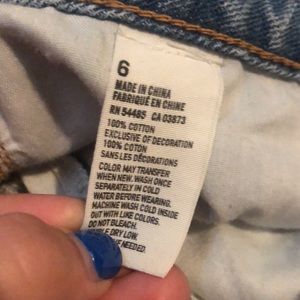 6
MADE IN CHINA
FABRIQUÉ EN CHINE
RN 54485 CA 03873
100% COTTON
EXCLUSIVE OF DECORATION
100% COTTON
SANS LES DÉCORATIONS
COLOR MAY TRANSFER
WHEN NEW. WASH ONCE
SEPARATELY IN COLD
WATER BEFORE WEARING.
MACHINE WASH COLD INSIDE
OUT WITH LIKE COLORS.
DO NOT BLEACH.
DRY LOW.
NEEDED.